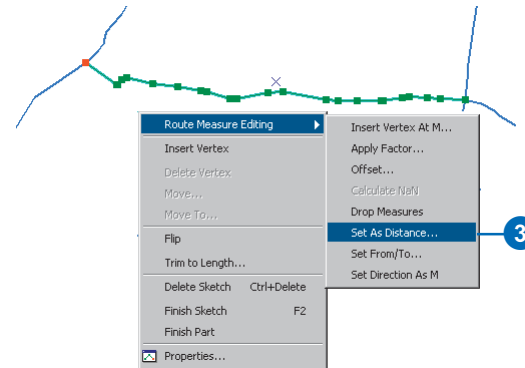 Route Measure Editing
Insert Vertex
Delete Vertex
Move...
Move To...
Flip
Trim to Length...
Delete Sketch Ctrl+Delete
Finish Sketch F2
Finish Part
Properties...
Insert Vertex At M...
Apply Factor...
Offset...
Calculate NaN
Drop Measures
Set As Distance...
Set From/To...
Set Direction As M
3